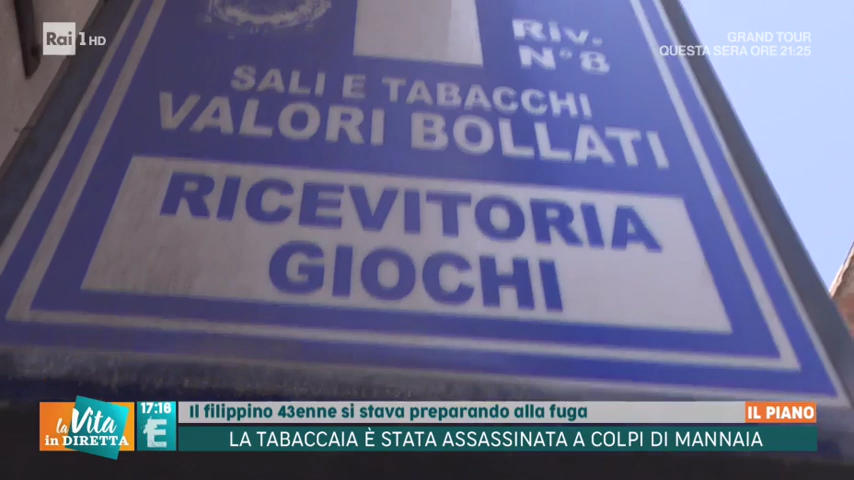 Rai 1 HD
GRAND TOUR
QUESTA SERA ORE 21:25
Riv.
N° 8
SALI E TABACCHI
VALORI BOLLATI
RICEVITORIA
GIOCHI
la Vita
in DIRETTA
17:16
Il filippino 43enne si stava preparando alla fuga
IL PIANO
LA TABACCAIA È STATA ASSASSINATA A COLPI DI MANNAIA